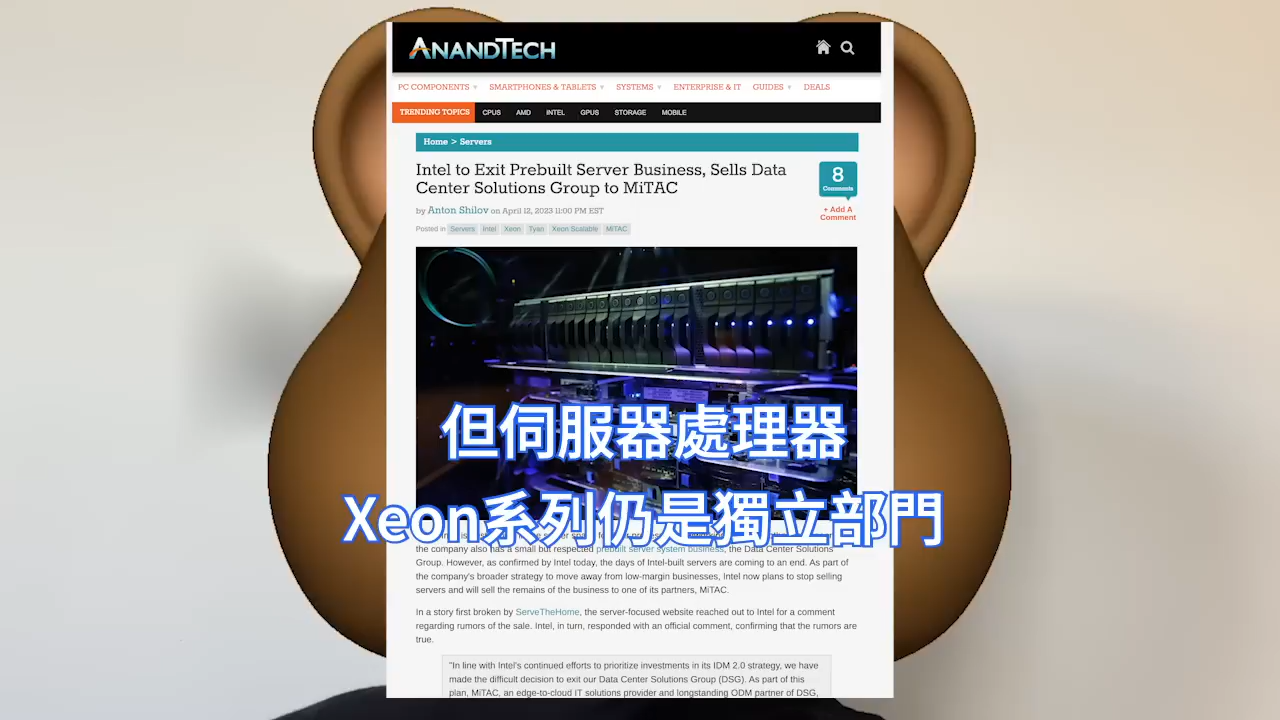 ANANDTECH
PC COMPONENTS SMARTPHONES & TABLETS SYSTEMS ENTERPRISE & IT GUIDES DEALS
TRENDING TOPICS CPUS AMD INTEL GPUS STORAGE MOBILE
Home > Servers
Intel to Exit Prebuilt Server Business, Sells Data
Center Solutions Group to MiTAC
8
Comments
by Anton Shilov on April 12, 2023 11:00 PM EST
+ Add A
Comment
Posted in Servers Intel Xeon Tyan Xeon Scalable MiTAC
但伺服器處理器
Xeon系列仍是獨立部門
the company also has a small but respected prebuilt server system business, the Data Center Solutions
Group. However, as confirmed by Intel today, the days of Intel-built servers are coming to an end. As part of
the company's broader strategy to move away from low-margin businesses, Intel now plans to stop selling
servers and will sell the remains of the business to one of its partners, MiTAC.
In a story first broken by ServeTheHome, the server-focused website reached out to Intel for a comment
regarding rumors of the sale. Intel, in turn, responded with an official comment, confirming that the rumors are
true.
"In line with Intel's continued efforts to prioritize investments in its IDM 2.0 strategy, we have
made the difficult decision to exit our Data Center Solutions Group (DSG). As part of this
plan, MiTAC, an edge-to-cloud IT solutions provider and longstanding ODM partner of DSG,